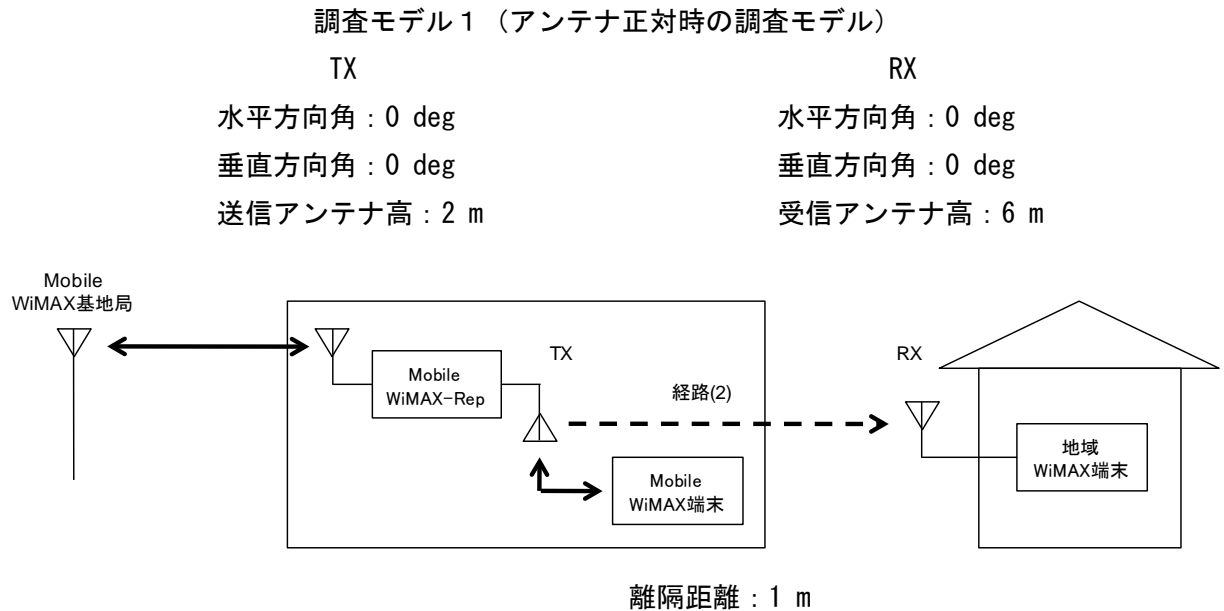 調査モデル１（アンテナ正対時の調査モデル）
TX
水平方向角：0 deg
垂直方向角：0 deg
送信アンテナ高：2 m
RX
水平方向角：0 deg
垂直方向角：0 deg
受信アンテナ高：6 m
Mobile
WiMAX基地局
Mobile
WiMAX-Rep
TX
経路(2)
Mobile
WiMAX端末
RX
地域
WiMAX端末
離隔距離：1 m